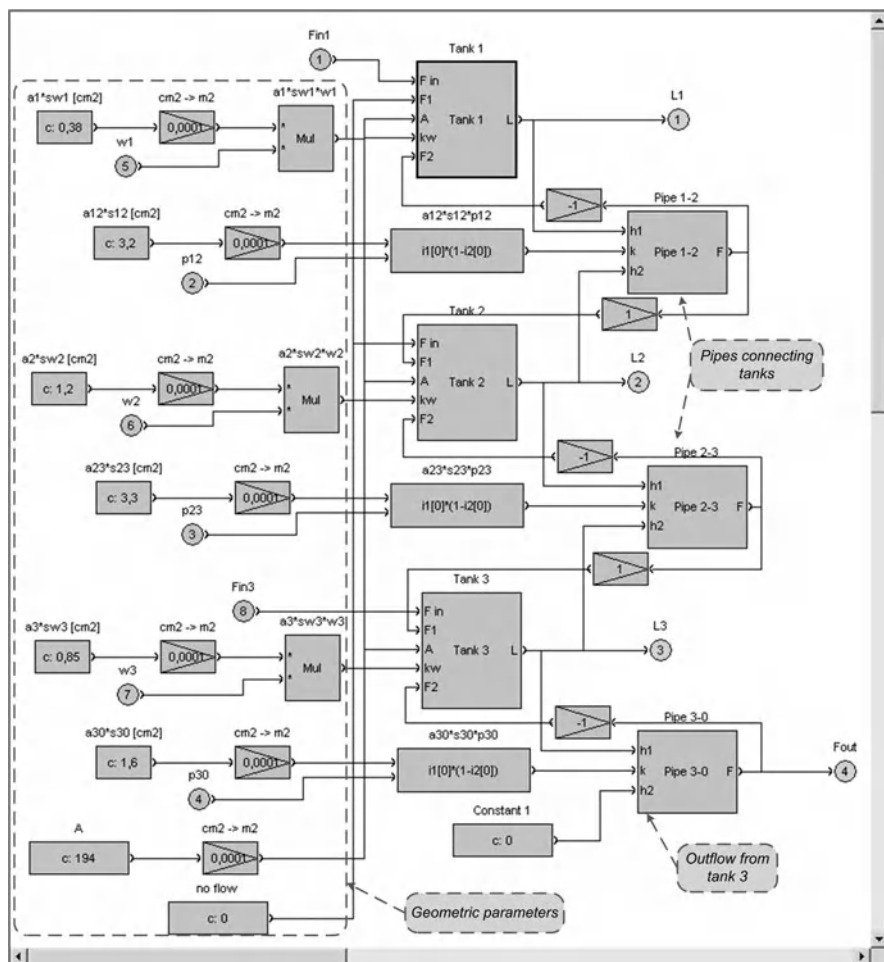 Fin1
1
Tank 1
F in
F1
A
kw
F2
Tank 1
L
L1
1
a1*sw1 [cm2]
c: 0,38
cm2 -> m2
0,0001
a1*sw1*w1
*
*
Mul
w1
5
-1
Pipe 1-2
h1
k
h2
Pipe 1-2
F
a12*s12 [cm2]
c: 3,2
cm2 -> m2
0,0001
a12*s12*p12
i1[0]*(1-i2[0])
p12
2
1
Tank 2
F in
F1
A
kw
F2
Tank 2
L
L2
2
Pipes connecting
tanks
a2*sw2 [cm2]
c: 1,2
cm2 -> m2
0,0001
a2*sw2*w2
*
*
Mul
w2
6
-1
Pipe 2-3
h1
k
h2
Pipe 2-3
F
a23*s23 [cm2]
c: 3,3
cm2 -> m2
0,0001
a23*s23*p23
i1[0]*(1-i2[0])
p23
3
1
Fin3
8
Tank 3
F in
F1
A
kw
F2
Tank 3
L
L3
3
a3*sw3 [cm2]
c: 0,85
cm2 -> m2
0,0001
a3*sw3*w3
*
*
Mul
w3
7
-1
Pipe 3-0
h1
k
h2
Pipe 3-0
F
Fout
4
a30*s30 [cm2]
c: 1,6
cm2 -> m2
0,0001
a30*s30*p30
i1[0]*(1-i2[0])
p30
4
Constant 1
c: 0
A
c: 194
cm2 -> m2
0,0001
no flow
c: 0
Geometric parameters
Outflow from
tank 3